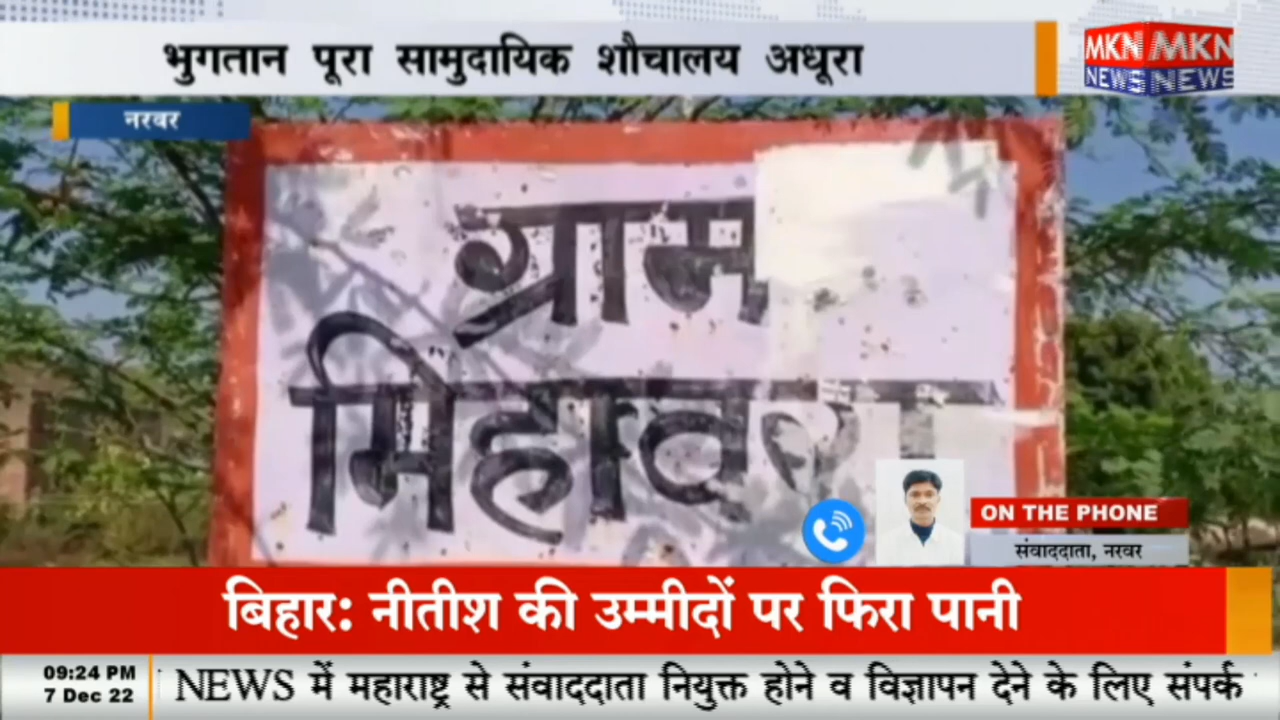 भुगतान पूरा सामुदायिक शौचालय अधूरा
MKN MKN
NEWS NEWS
नरवर
ग्राम
मिहावरा
ON THE PHONE
संवाददाता, नरवर
बिहार: नीतीश की उम्मीदों पर फिरा पानी
09:24 PM
7 Dec 22
NEWS में महाराष्ट्र से संवाददाता नियुक्त होने व विज्ञापन देने के लिए संपर्क